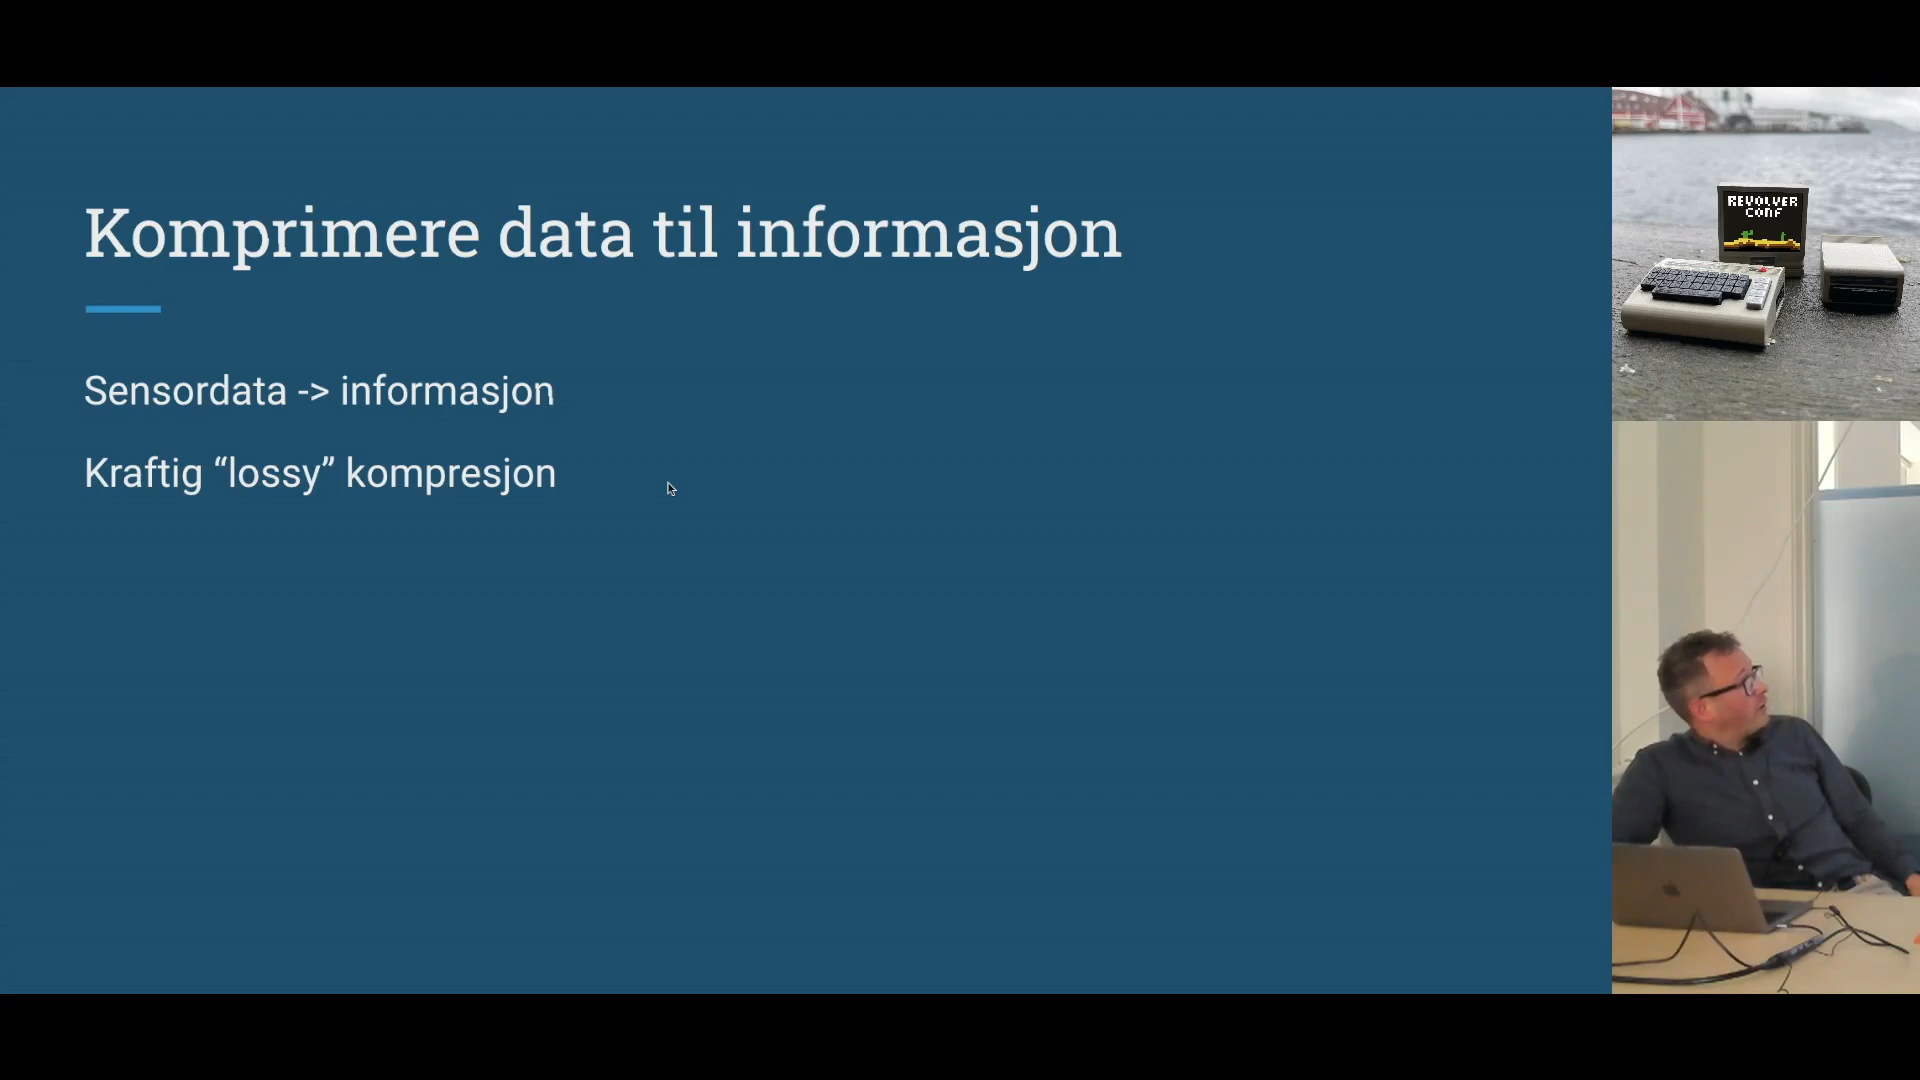 Komprimere data til informasjon
Sensordata -> informasjon
Kraftig “lossy” kompresjon
REVOLVER
CONF